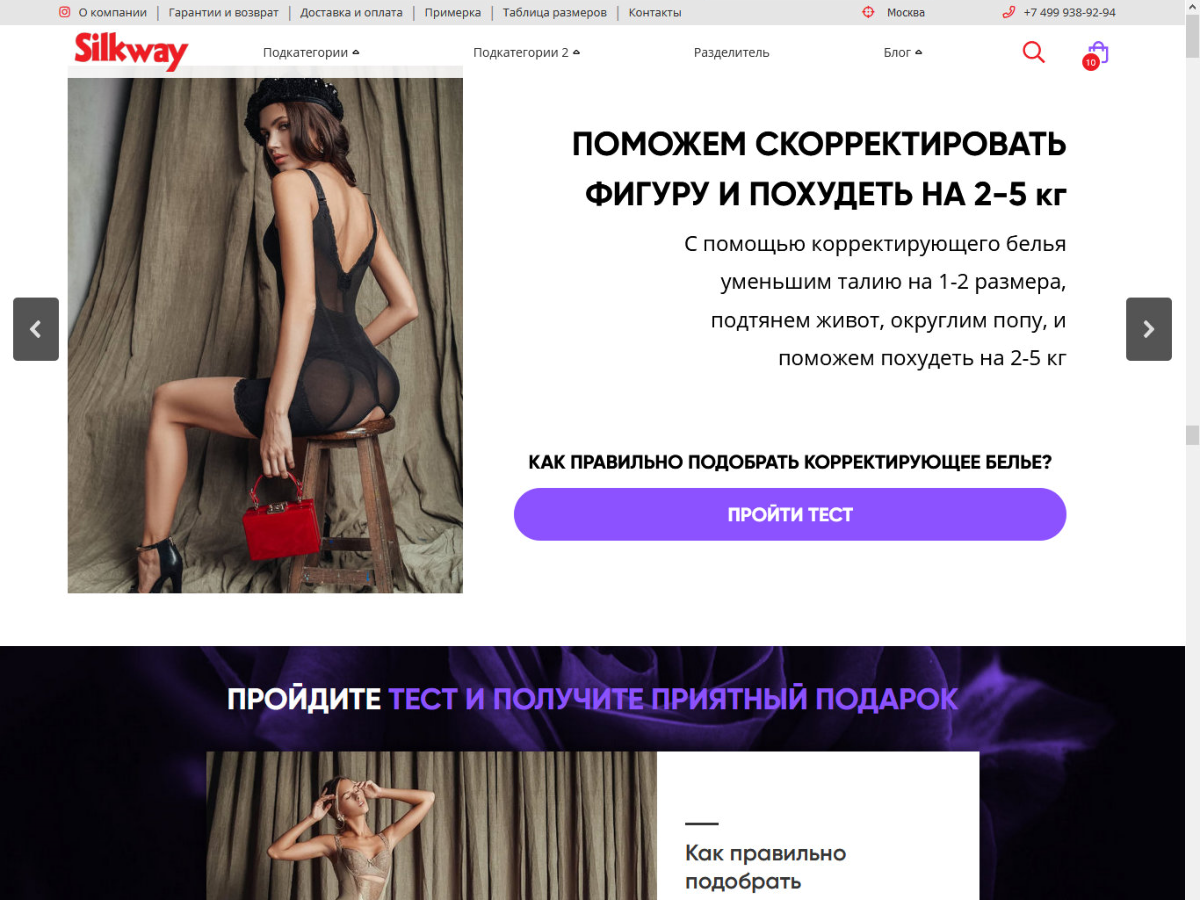 О компании
Гарантии и возврат
Доставка и оплата
Примерка
Таблица размеров
Контакты
Москва
+7 499 938-92-94
Silkway
Подкатегории
Подкатегории 2
Разделитель
Блог
10
ПОМОЖЕМ СКОРРЕКТИРОВАТЬ
ФИГУРУ И ПОХУДЕТЬ НА 2-5 кг
С помощью корректирующего белья
уменьшим талию на 1-2 размера,
подтянем живот, округлим попу, и
поможем похудеть на 2-5 кг
КАК ПРАВИЛЬНО ПОДОБРАТЬ КОРРЕКТИРУЮЩЕЕ БЕЛЬЕ?
ПРОЙТИ ТЕСТ
ПРОЙДИТЕ ТЕСТ И ПОЛУЧИТЕ ПРИЯТНЫЙ ПОДАРОК
Как правильно
подобрать